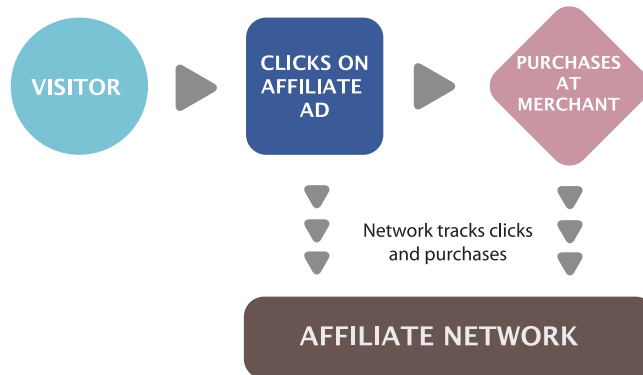 VISITOR
CLICKS ON
AFFILIATE
AD
PURCHASES
AT
MERCHANT
Network tracks clicks
and purchases
AFFILIATE NETWORK